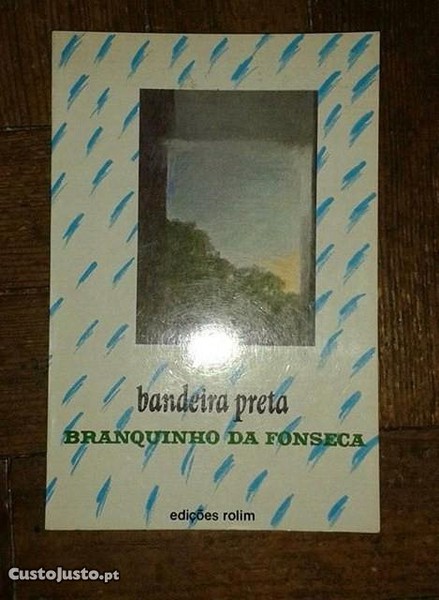 bandeira preta
BRANQUINHO DA FONSECA
edições rolim
CustoJusto.pt